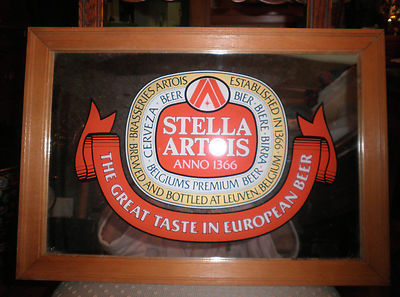 BRASSERIES ARTOIS
ESTABLISHED IN 1366
BREWED AND BOTTLED AT LEUVEN/BELGIUM
CERVEZA · BEER
BIER · BIERE · BIRRA
STELLA
ARTOIS
ANNO 1366
BELGIUMS PREMIUM BEER
THE GREAT TASTE IN EUROPEAN BEER